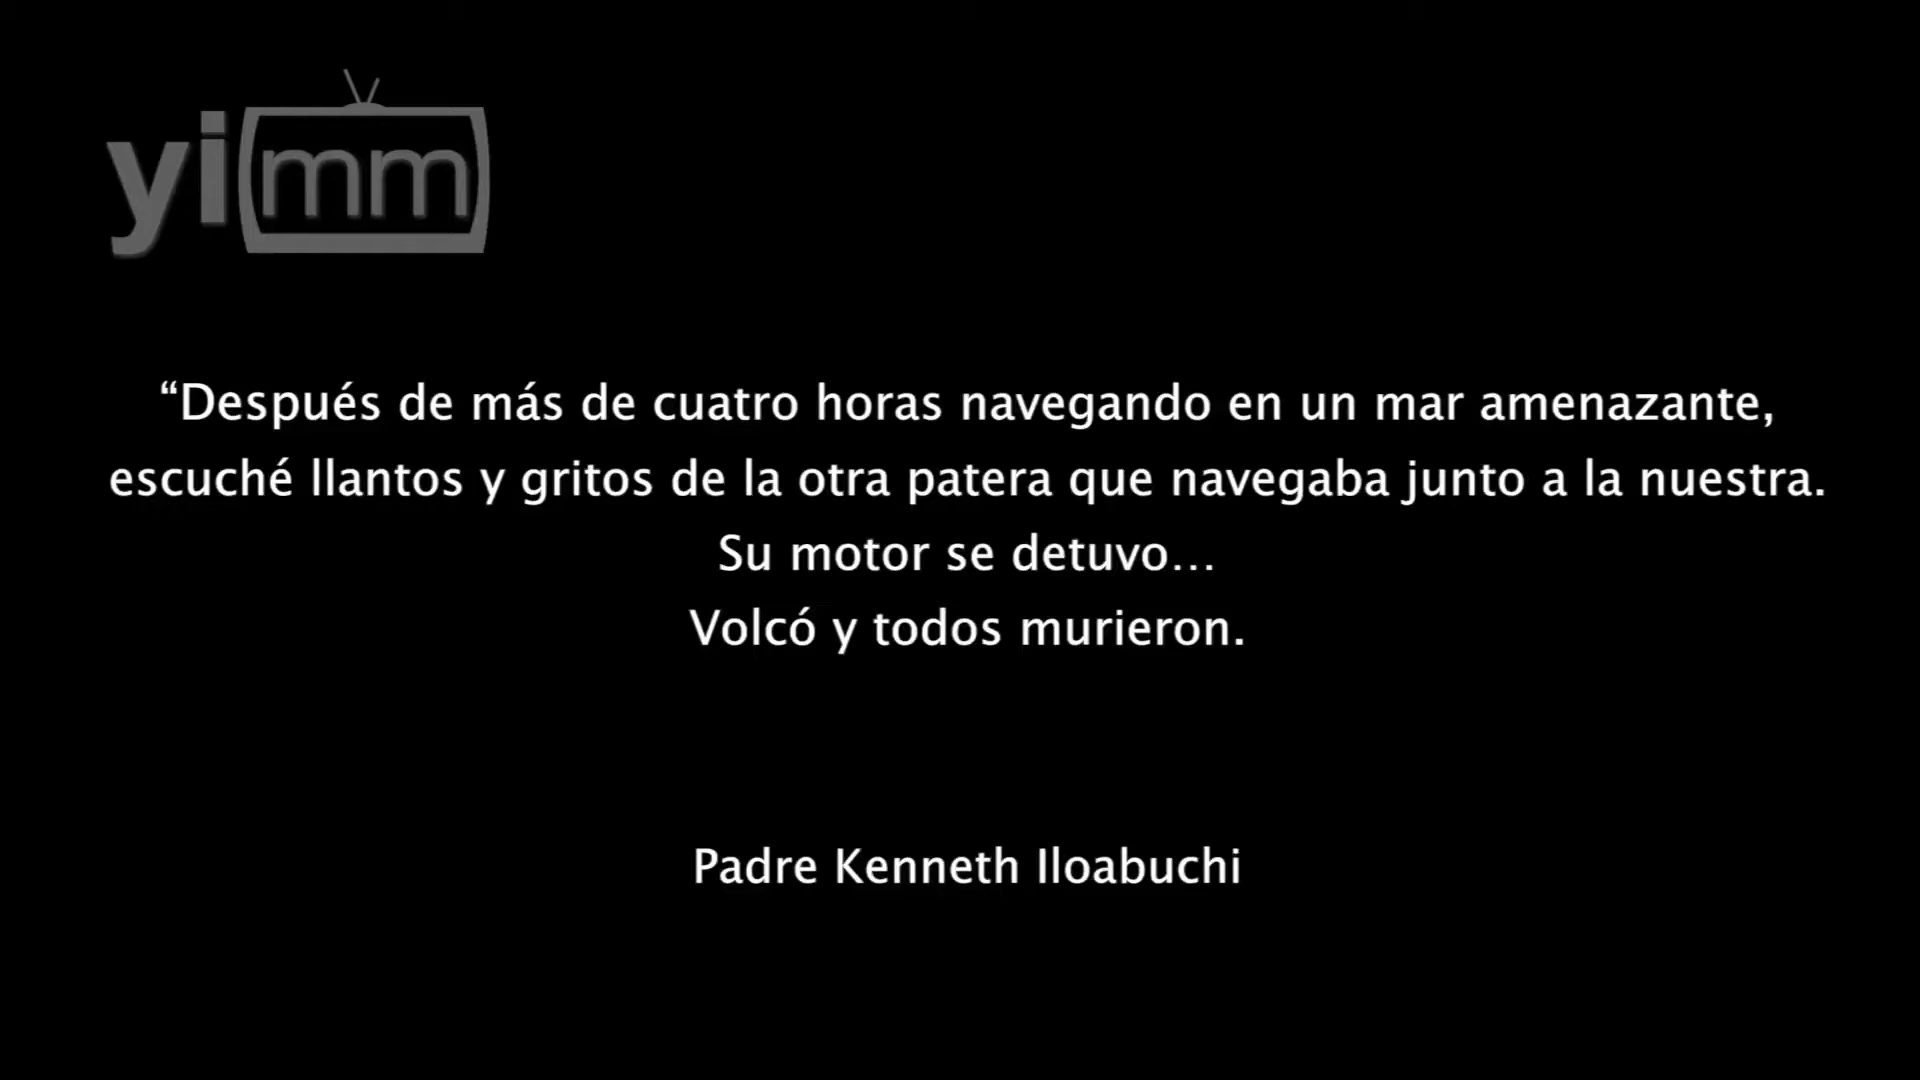 yimm
“Después de más de cuatro horas navegando en un mar amenazante,
escuché llantos y gritos de la otra patera que navegaba junto a la nuestra.
Su motor se detuvo...
Volcó y todos murieron.
Padre Kenneth Iloabuchi